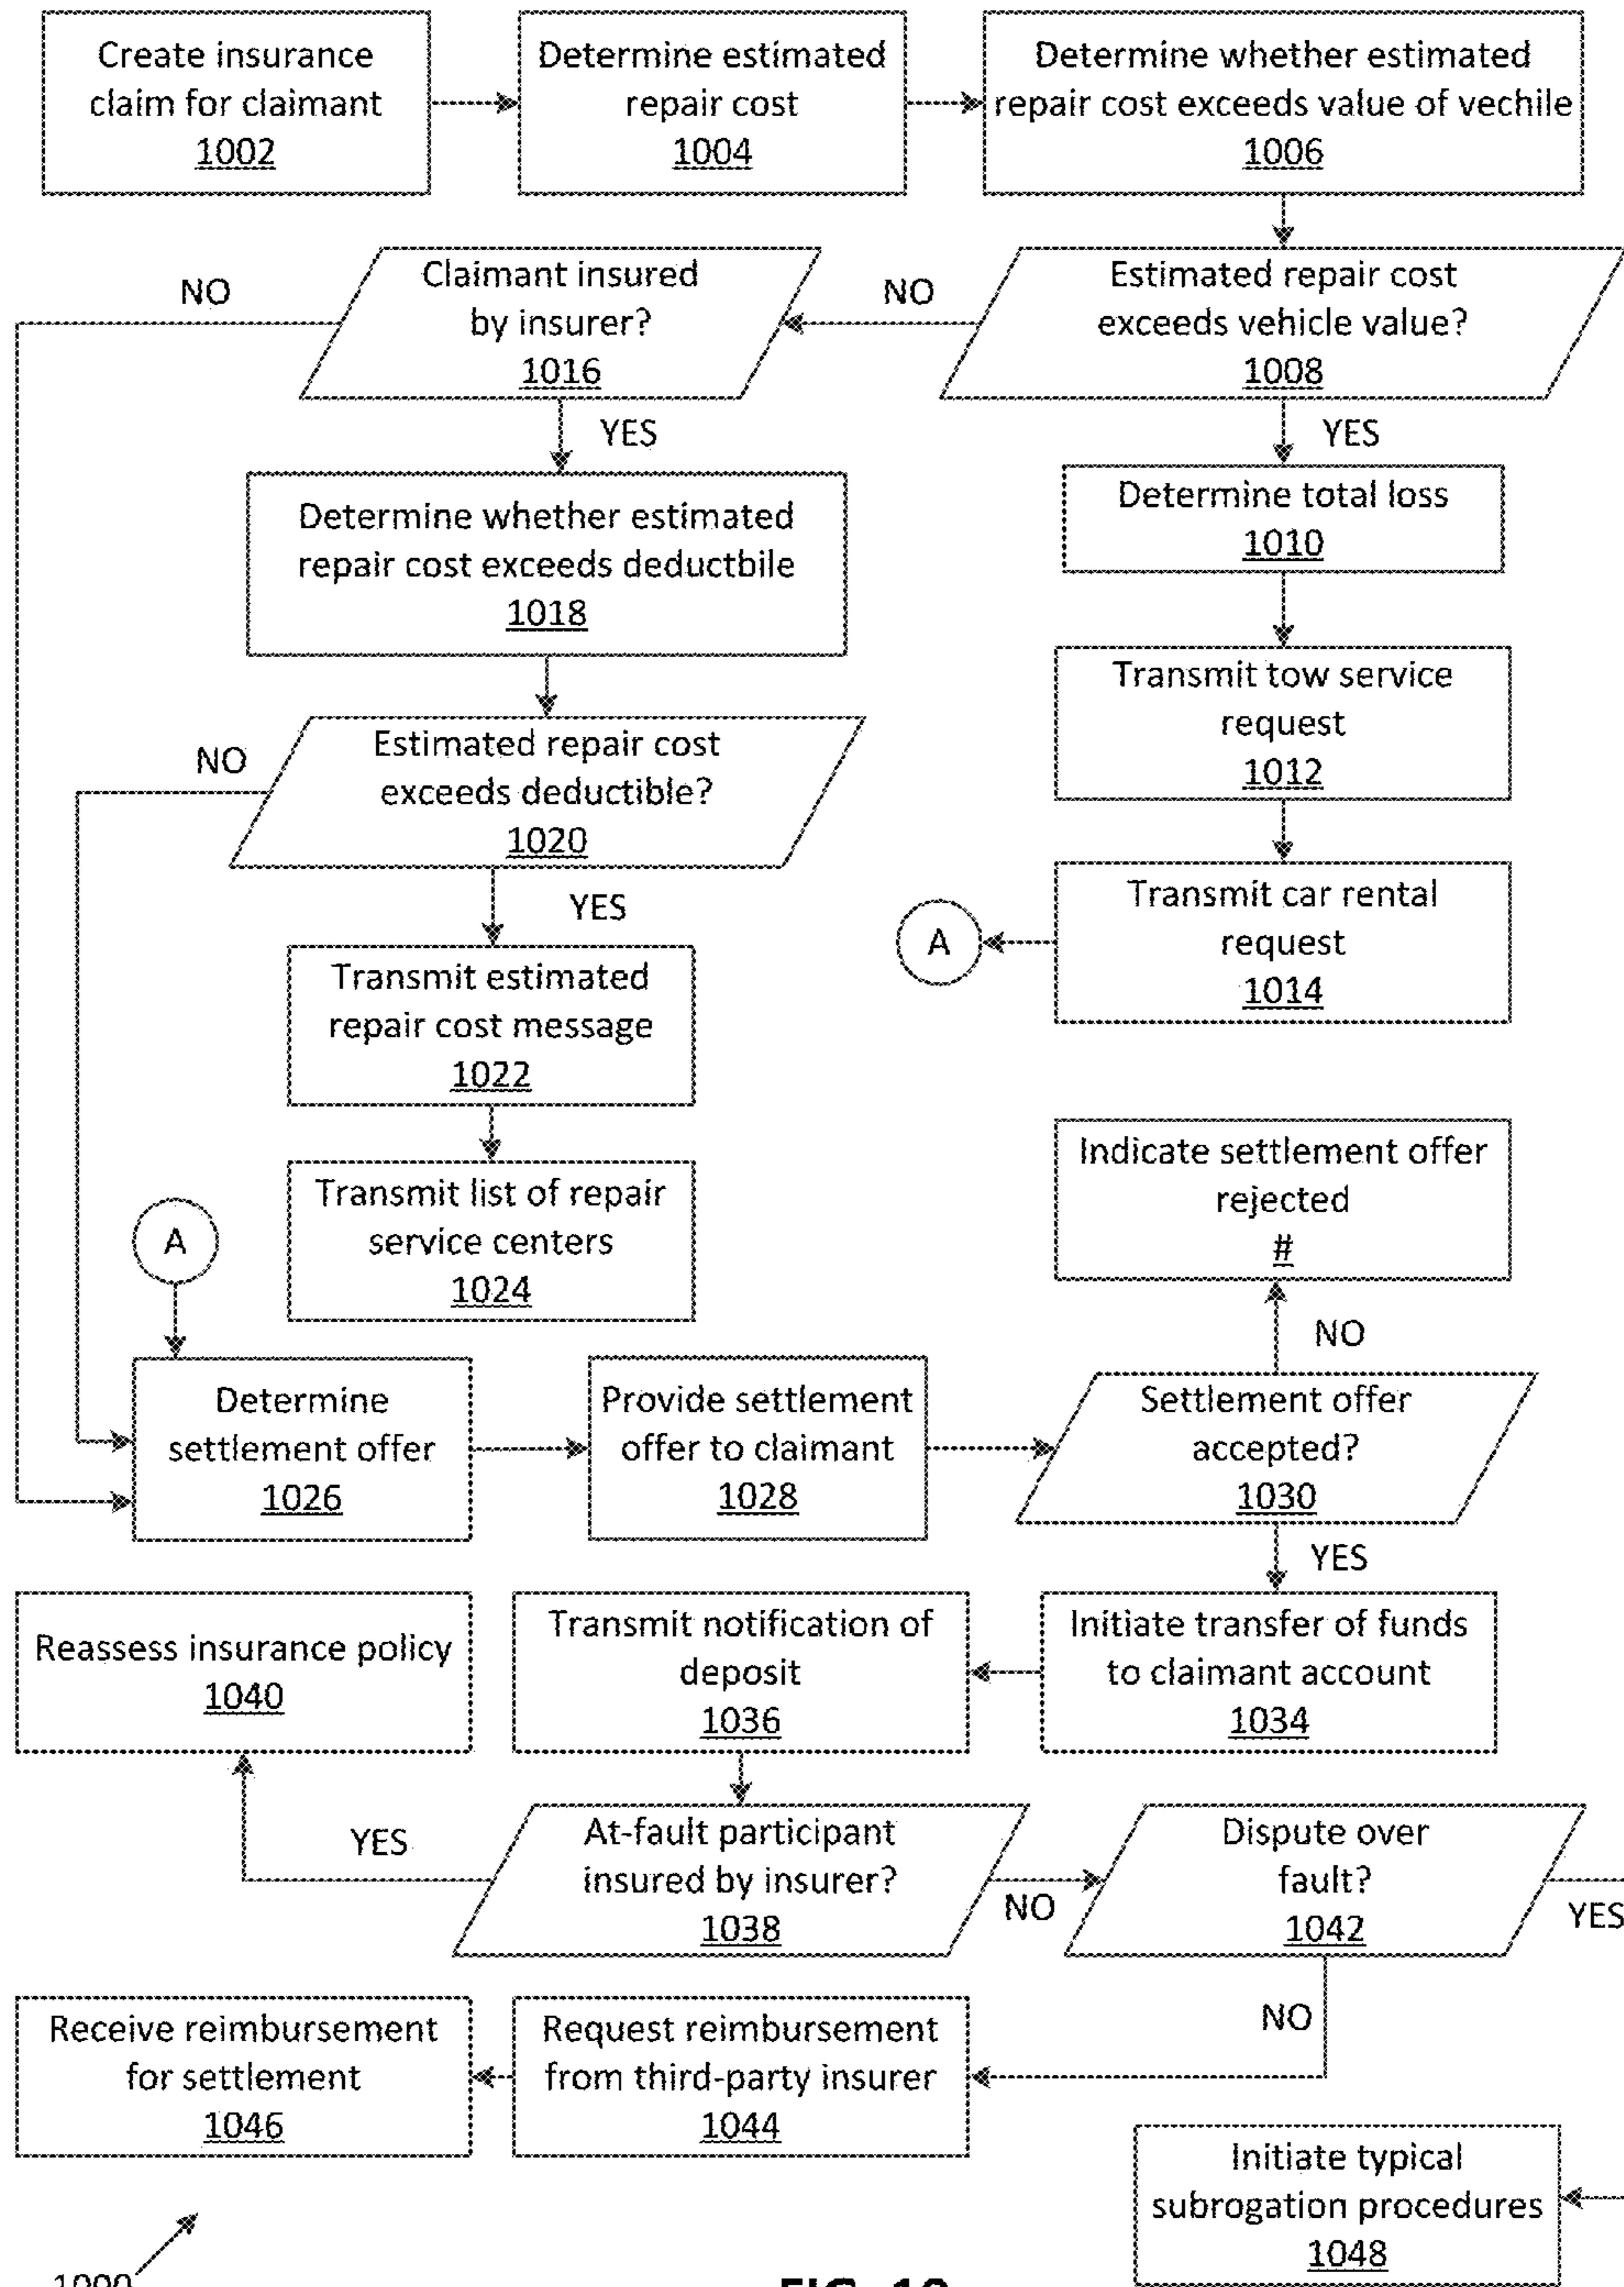 Create insurance
claim for claimant
1002
Determine estimated
repair cost
1004
Determine whether estimated
repair cost exceeds value of vechile
1006
Estimated repair cost
exceeds vehicle value?
1008
NO
YES
Claimant insured
by insurer?
1016
NO
YES
Determine total loss
1010
Determine whether estimated
repair cost exceeds deductbile
1018
Transmit tow service
request
1012
Estimated repair cost
exceeds deductible?
1020
NO
YES
Transmit car rental
request
1014
A
Transmit estimated
repair cost message
1022
Transmit list of repair
service centers
1024
Indicate settlement offer
rejected
#
A
NO
Determine
settlement offer
1026
Provide settlement
offer to claimant
1028
Settlement offer
accepted?
1030
YES
Reassess insurance policy
1040
Transmit notification of
deposit
1036
Initiate transfer of funds
to claimant account
1034
YES
At-fault participant
insured by insurer?
1038
NO
Dispute over
fault?
1042
YES
NO
Receive reimbursement
for settlement
1046
Request reimbursement
from third-party insurer
1044
Initiate typical
subrogation procedures
1048
1000
FIG. 10